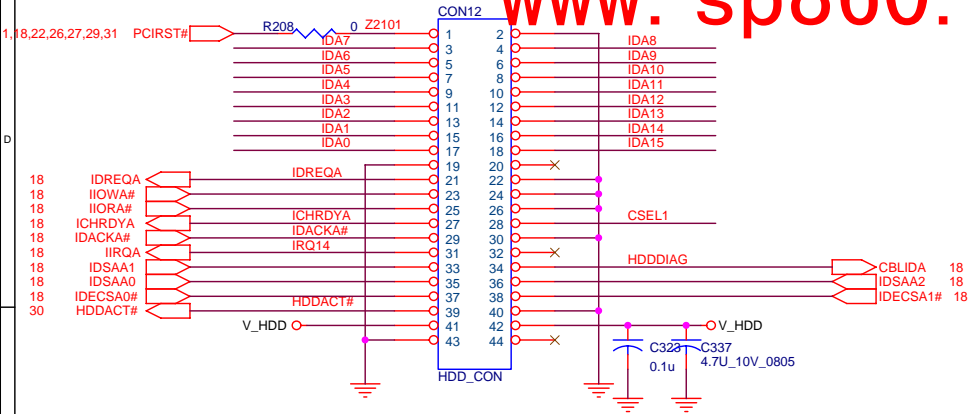 www. sp860.
CON12
1,18,22,26,27,29,31 PCIRST# R208 0 Z2101 1 2
IDA7 3 4 IDA8
IDA6 5 6 IDA9
IDA5 7 8 IDA10
IDA4 9 10 IDA11
IDA3 11 12 IDA12
IDA2 13 14 IDA13
IDA1 15 16 IDA14
IDA0 17 18 IDA15
D
19 20
18 IDREQA IDREQA 21 22
18 IIOWA# 23 24
18 IIORA# 25 26
18 ICHRDYA ICHRDYA 27 28 CSEL1
18 IDACKA# IDACKA# 29 30
18 IIRQA IRQ14 31 32
18 IDSAA1 33 34 HDDDIAG CBLIDA 18
18 IDSAA0 35 36 IDSAA2 18
18 IDECSA0# 37 38 IDECSA1# 18
30 HDDACT# HDDACT# 39 40
V_HDD 41 42 V_HDD
43 44
C323 C337
0.1u 4.7U_10V_0805
HDD_CON